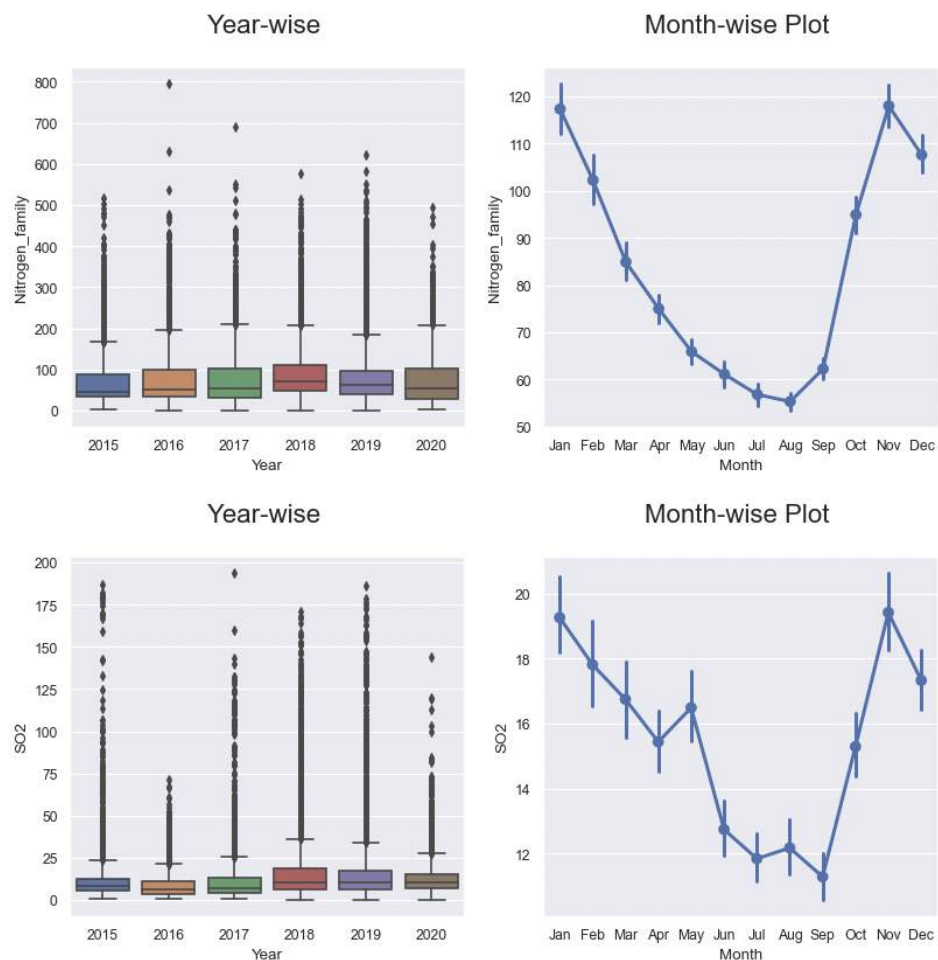 Year-wise
Month-wise Plot
Nitrogen_family
800
700
600
500
400
300
200
100
0
2015 2016 2017 2018 2019 2020
Year
Nitrogen_family
120
110
100
90
80
70
60
50
Jan Feb Mar Apr May Jun Jul Aug Sep Oct Nov Dec
Month
Year-wise
Month-wise Plot
SO2
200
175
150
125
100
75
50
25
0
2015 2016 2017 2018 2019 2020
Year
SO2
20
18
16
14
12
Jan Feb Mar Apr May Jun Jul Aug Sep Oct Nov Dec
Month